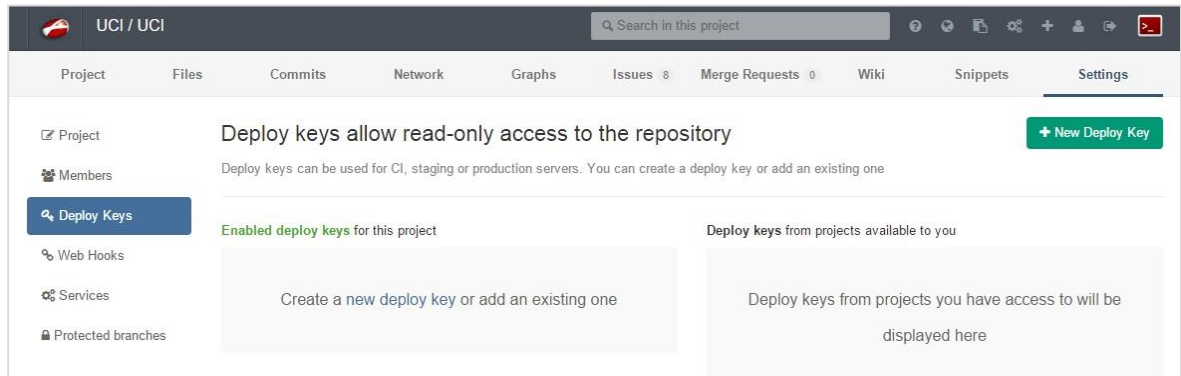 UCI / UCI
Search in this project
Project Files Commits Network Graphs Issues 8 Merge Requests 0 Wiki Snippets Settings
Project
Members
Deploy Keys
Web Hooks
Services
Protected branches
Deploy keys allow read-only access to the repository
+ New Deploy Key
Deploy keys can be used for CI, staging or production servers. You can create a deploy key or add an existing one
Enabled deploy keys for this project
Create a new deploy key or add an existing one
Deploy keys from projects available to you
Deploy keys from projects you have access to will be
displayed here